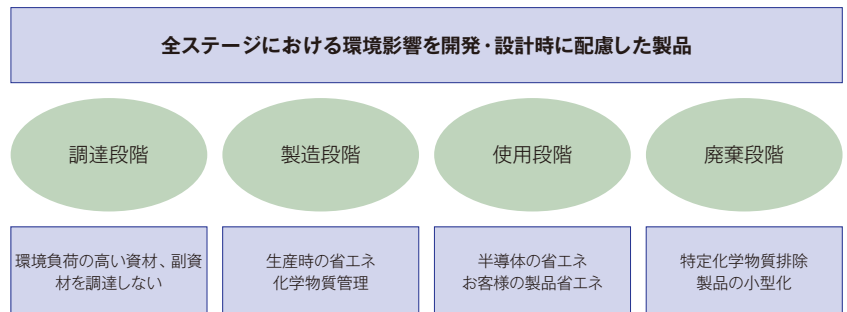 全ステージにおける環境影響を開発・設計時に配慮した製品
調達段階
製造段階
使用段階
廃棄段階
環境負荷の高い資材、副資
材を調達しない
生産時の省エネ
化学物質管理
半導体の省エネ
お客様の製品省エネ
特定化学物質排除
製品の小型化